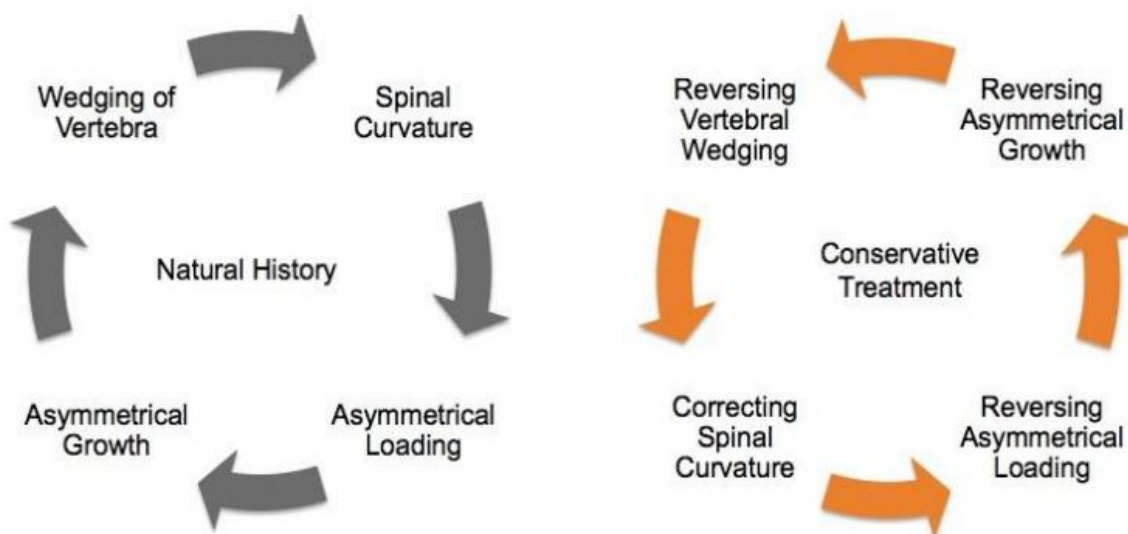 Wedging of
Vertebra
Spinal
Curvature
Natural History
Asymmetrical
Growth
Asymmetrical
Loading
Reversing
Vertebral
Wedging
Reversing
Asymmetrical
Growth
Conservative
Treatment
Correcting
Spinal
Curvature
Reversing
Asymmetrical
Loading